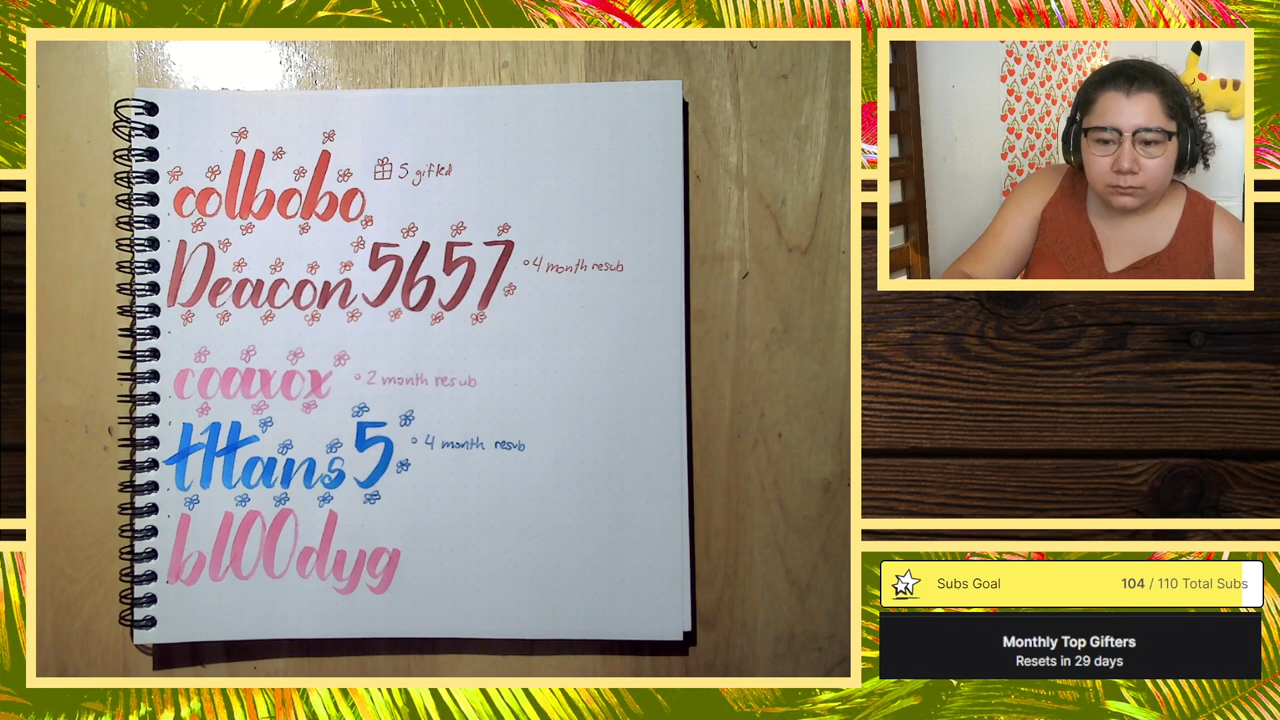 colbobo 5 gifted
Deacon5657 4 month resub
coaxox 2 month resub
t1tans5 4 month resub
bl00dyg
Subs Goal 104 / 110 Total Subs
Monthly Top Gifters
Resets in 29 days